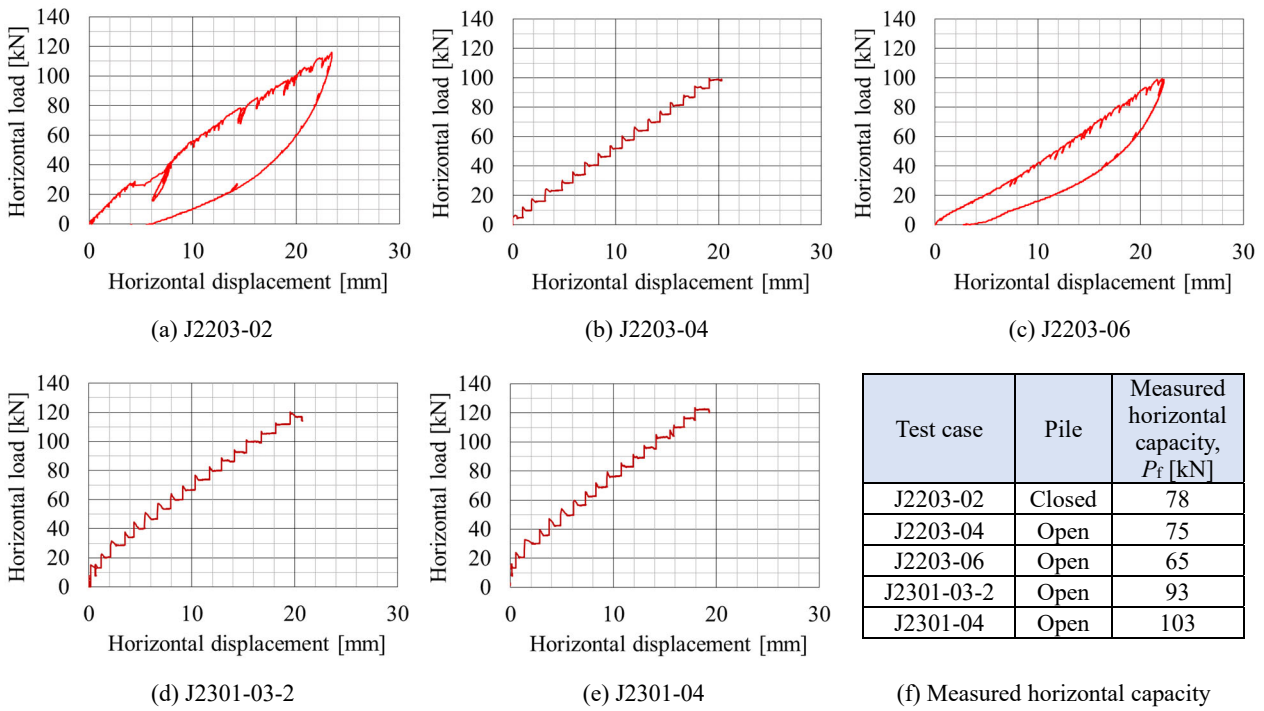 Horizontal load [kN]
140
120
100
80
60
40
20
0
0 10 20 30
Horizontal displacement [mm]
(a) J2203-02
Horizontal load [kN]
140
120
100
80
60
40
20
0
0 10 20 30
Horizontal displacement [mm]
(b) J2203-04
Horizontal load [kN]
140
120
100
80
60
40
20
0
0 10 20 30
Horizontal displacement [mm]
(c) J2203-06
Horizontal load [kN]
140
120
100
80
60
40
20
0
0 10 20 30
Horizontal displacement [mm]
(d) J2301-03-2
Horizontal load [kN]
140
120
100
80
60
40
20
0
0 10 20 30
Horizontal displacement [mm]
(e) J2301-04
Test case Pile Measured
horizontal
capacity,
Pf [kN]
J2203-02 Closed 78
J2203-04 Open 75
J2203-06 Open 65
J2301-03-2 Open 93
J2301-04 Open 103
(f) Measured horizontal capacity